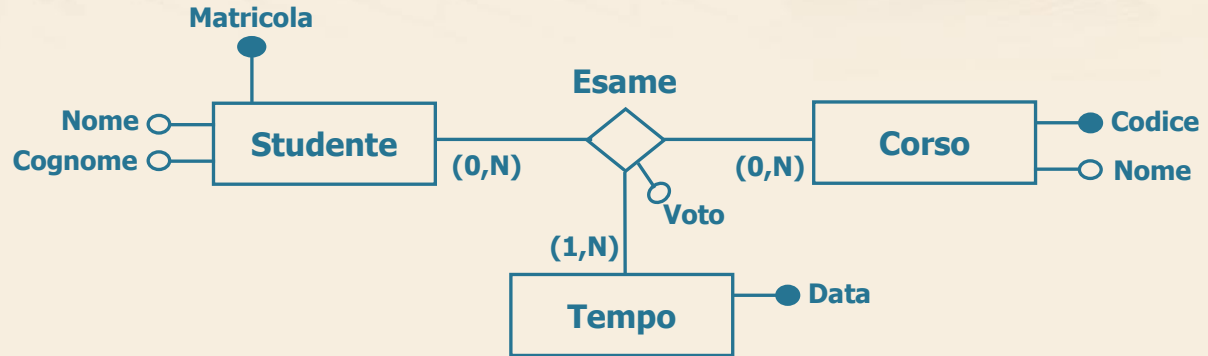 Matricola
Esame
Nome
Cognome
Studente
(0,N)
(0,N)
Corso
Codice
Nome
Voto
(1,N)
Tempo
Data